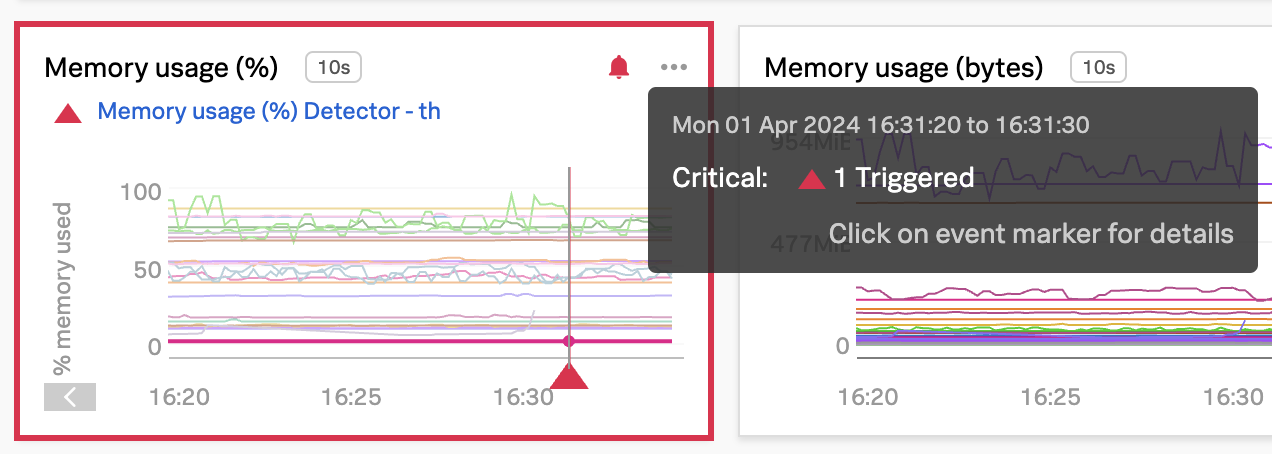 Memory usage (%) 10s
Memory usage (%) Detector - th
% memory used
100
50
0
16:20 16:25 16:30
Memory usage (bytes) 10s
Mon 01 Apr 2024 16:31:20 to 16:31:30
Critical: 1 Triggered
Click on event marker for details
954MiE
477MiE
0
16:20 16:25 16:30